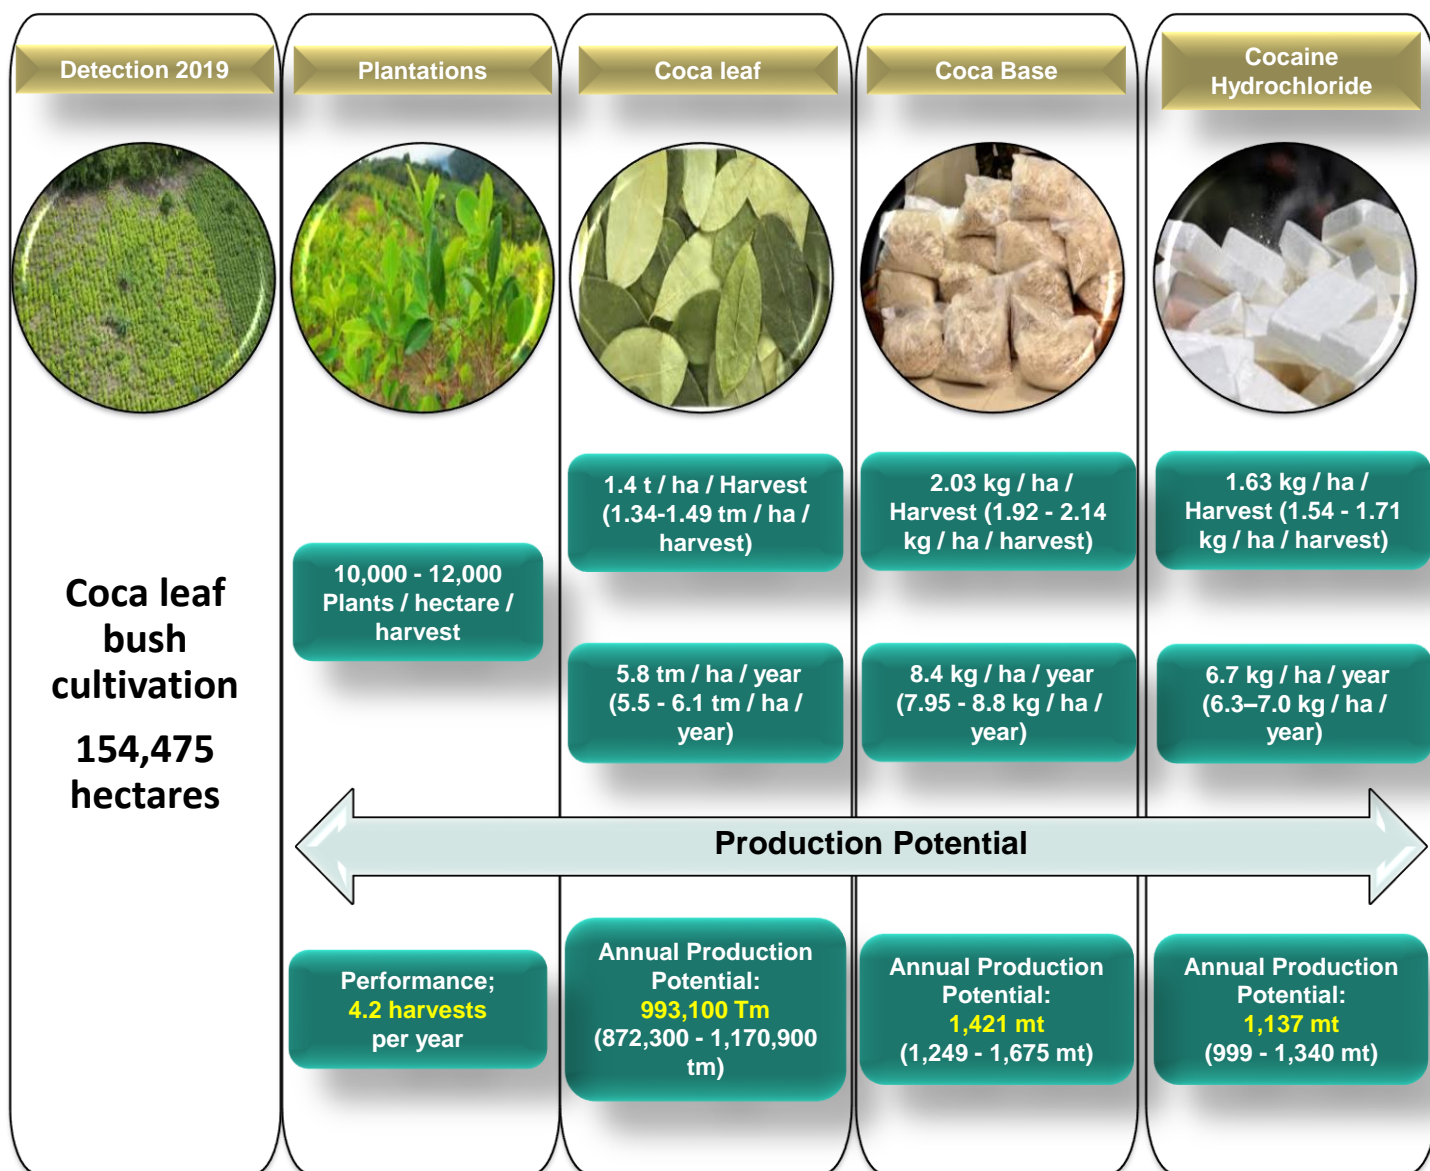 Detection 2019
Plantations
Coca leaf
Coca Base
Cocaine
Hydrochloride
Coca leaf
bush
cultivation
154,475
hectares
10,000 - 12,000
Plants / hectare /
harvest
1.4 t / ha / Harvest
(1.34-1.49 tm / ha /
harvest)
2.03 kg / ha /
Harvest (1.92 - 2.14
kg / ha / harvest)
1.63 kg / ha /
Harvest (1.54 - 1.71
kg / ha / harvest)
5.8 tm / ha / year
(5.5 - 6.1 tm / ha /
year)
8.4 kg / ha / year
(7.95 - 8.8 kg / ha /
year)
6.7 kg / ha / year
(6.3–7.0 kg / ha /
year)
Production Potential
Performance;
4.2 harvests
per year
Annual Production
Potential:
993,100 Tm
(872,300 - 1,170,900
tm)
Annual Production
Potential:
1,421 mt
(1,249 - 1,675 mt)
Annual Production
Potential:
1,137 mt
(999 - 1,340 mt)